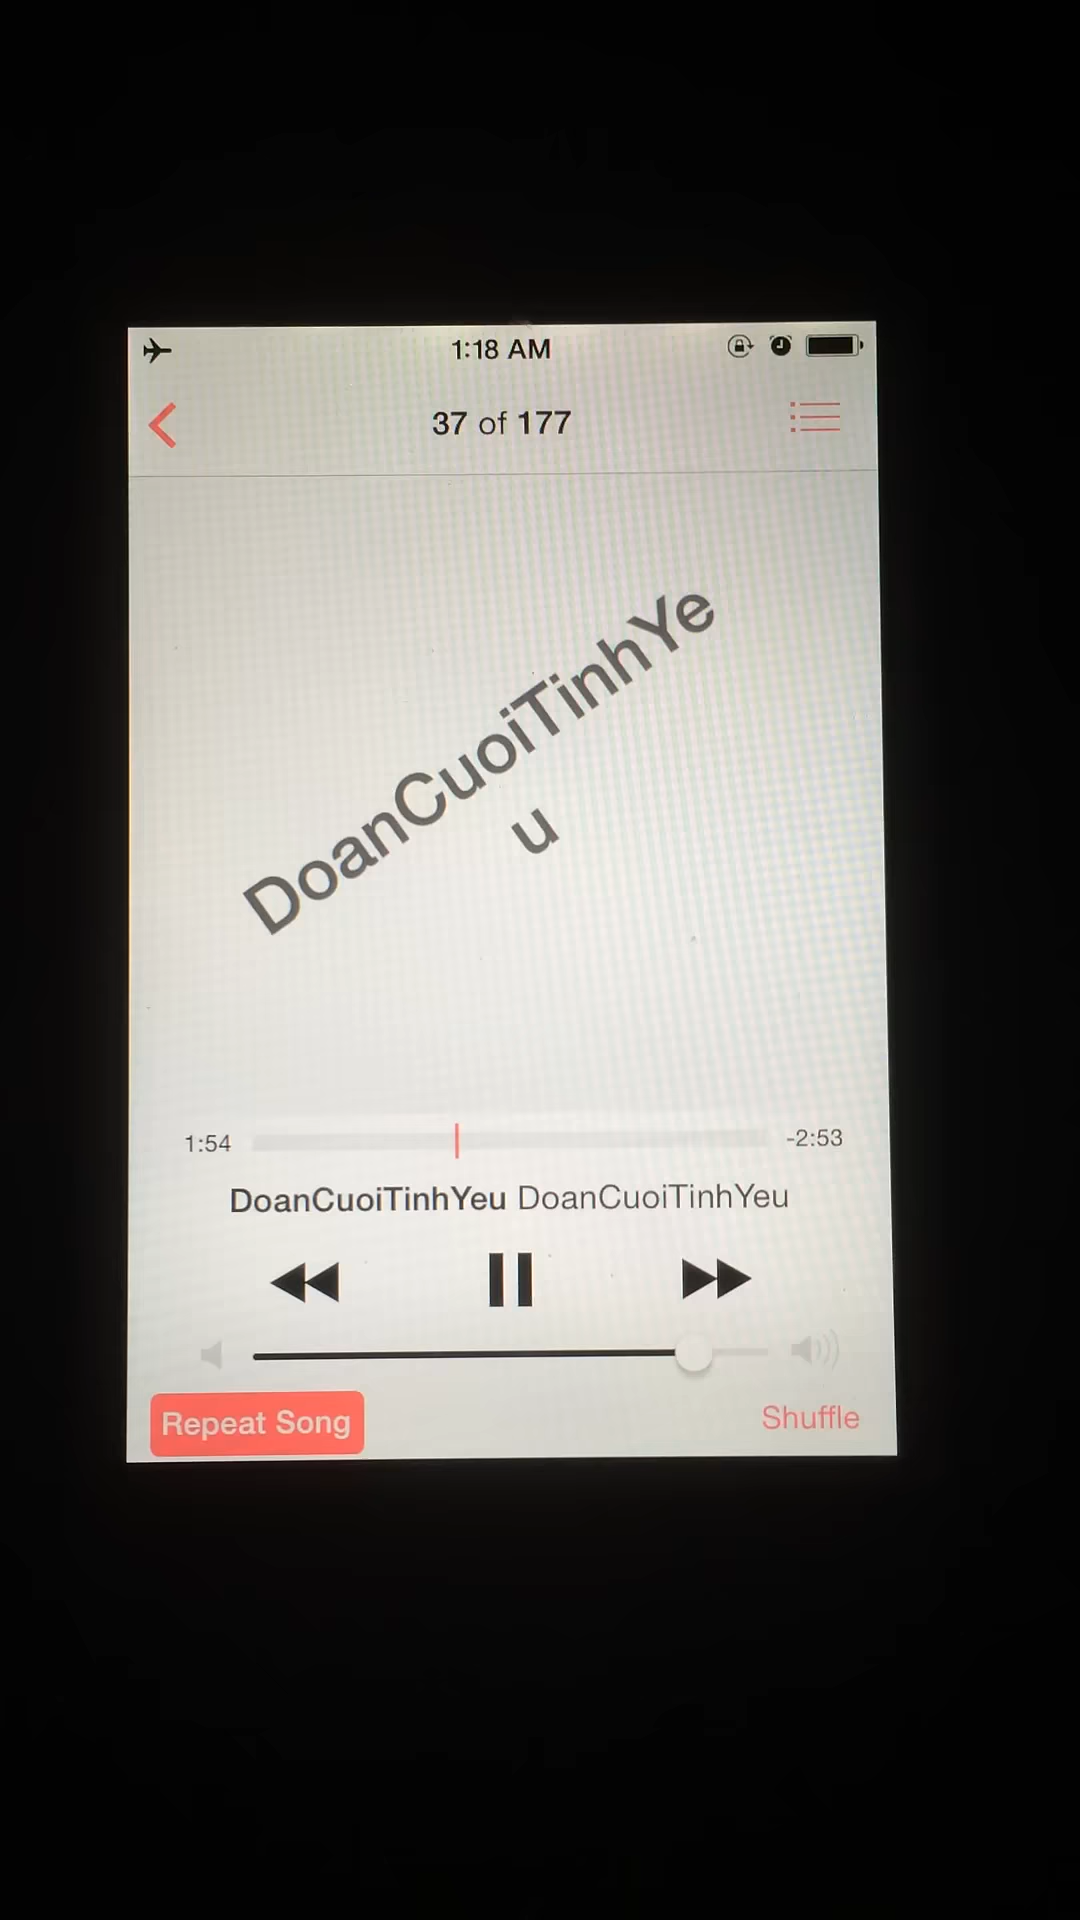 1:18 AM
37 of 177
DoanCuoiTinhYe
u
1:54
-2:53
DoanCuoiTinhYeu DoanCuoiTinhYeu
Repeat Song
Shuffle